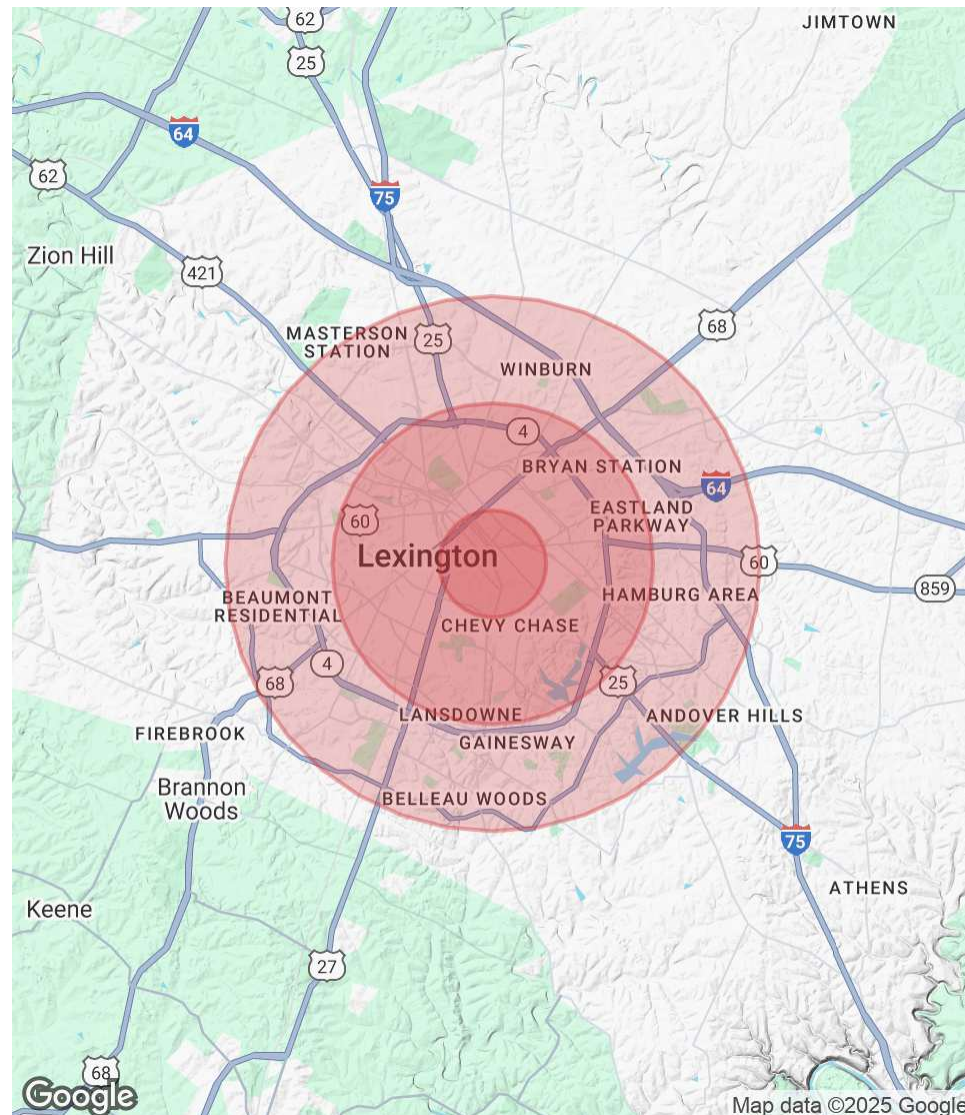 JIMTOWN
62
25
64
62
75
Zion Hill
421
68
MASTERSON
STATION
25
WINBURN
4
BRYAN STATION
64
EASTLAND
PARKWAY
60
Lexington
60
859
HAMBURG AREA
BEAUMONT
RESIDENTIAL
CHEVY CHASE
4
68
25
LANSDOWNE
ANDOVER HILLS
FIREBROOK
GAINESWAY
Brannon
Woods
BELLEAU WOODS
75
ATHENS
Keene
27
68
Google
Map data ©2025 Google